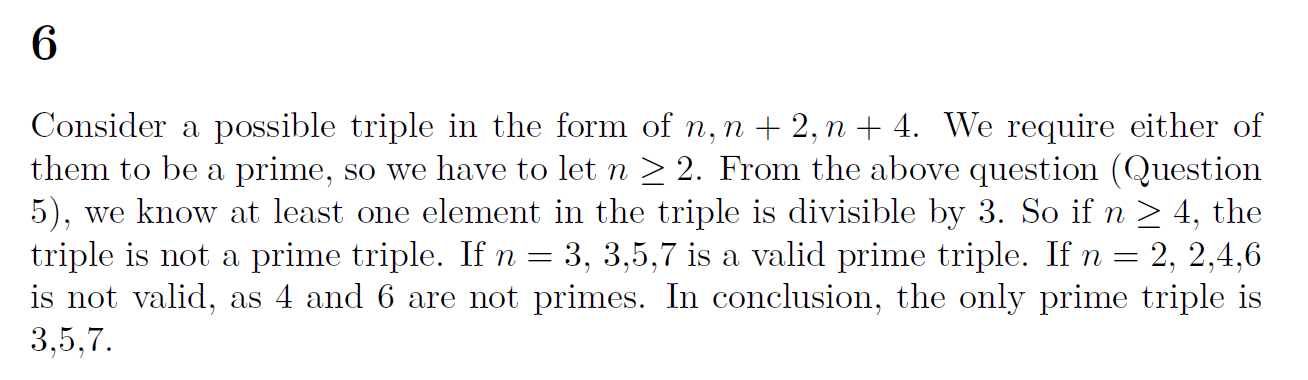 6
Consider a possible triple in the form of n, n + 2, n + 4. We require either of
them to be a prime, so we have to let n ≥ 2. From the above question (Question
5), we know at least one element in the triple is divisible by 3. So if n ≥ 4, the
triple is not a prime triple. If n = 3, 3,5,7 is a valid prime triple. If n = 2, 2,4,6
is not valid, as 4 and 6 are not primes. In conclusion, the only prime triple is
3,5,7.